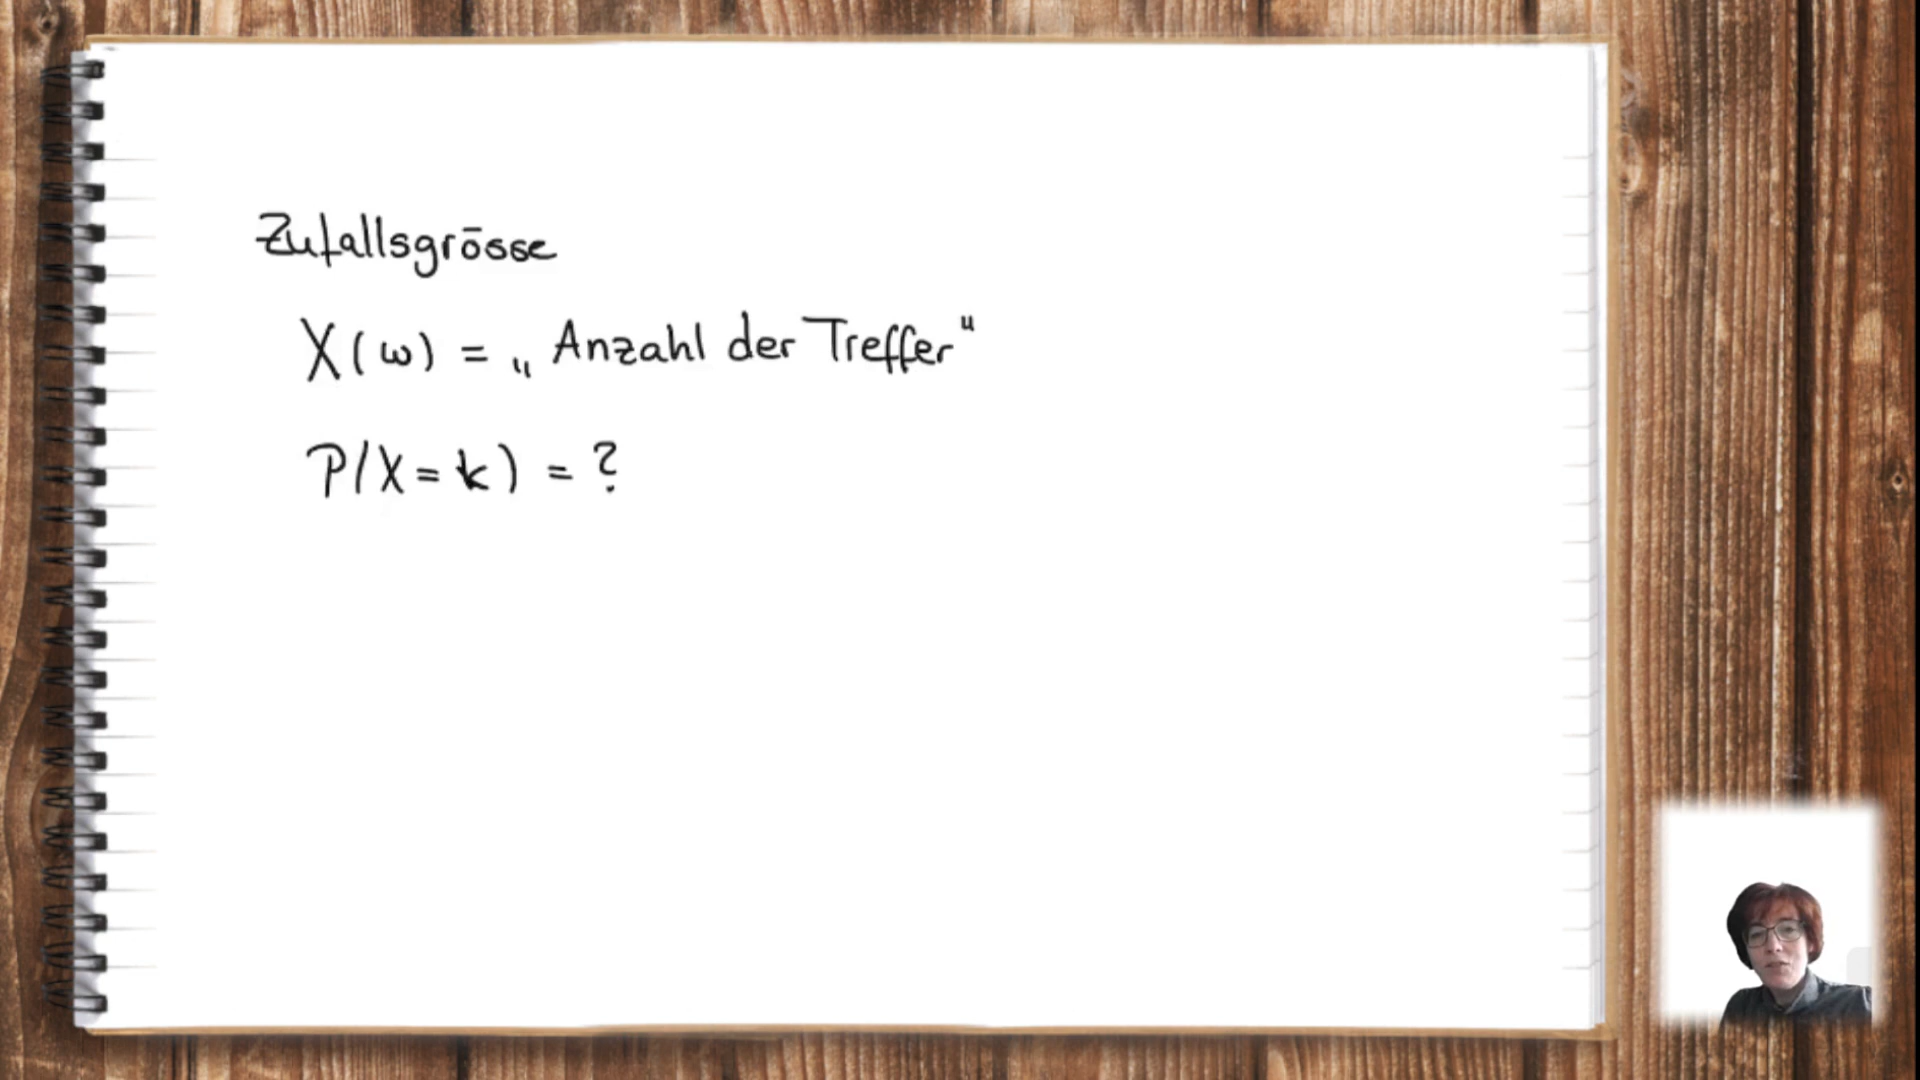 Zufallsgrösse
X(ω) = „Anzahl der Treffer“
P(X=k) = ?